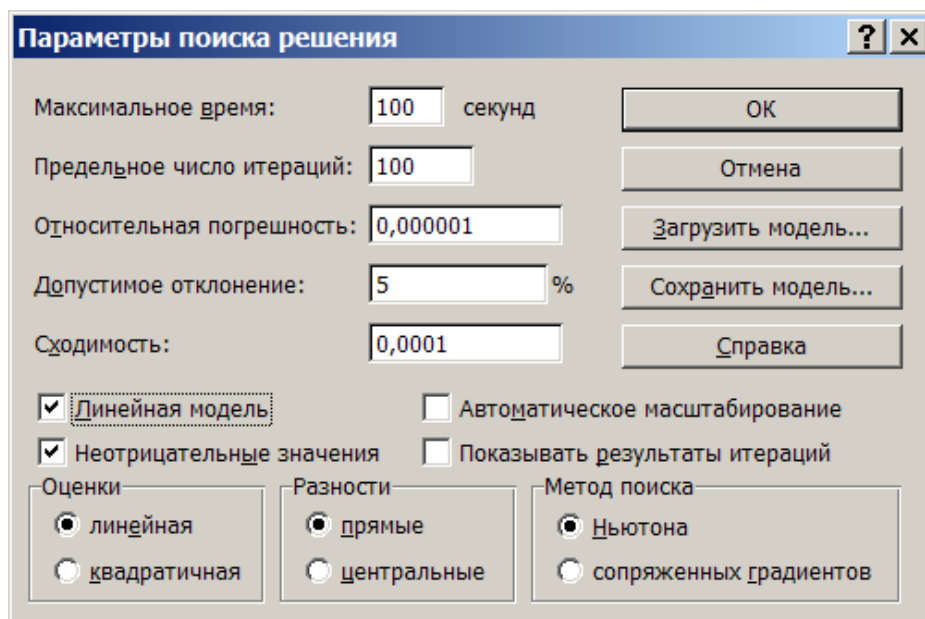 Параметры поиска решения ? ×
Максимальное время: 100 секунд OK
Предельное число итераций: 100 Отмена
Относительная погрешность: 0,000001 Загрузить модель...
Допустимое отклонение: 5 % Сохранить модель...
Сходимость: 0,0001 Справка
Линейная модель Автоматическое масштабирование
Неотрицательные значения Показывать результаты итераций
Оценки Разности Метод поиска
линейная прямые Ньютона
квадратичная центральные сопряженных градиентов